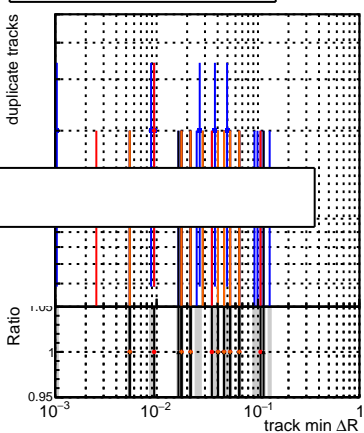 duplicate tracks
1.05
Ratio
1
0.95
10⁻³ 10⁻² 10⁻¹ 1
track min ΔR